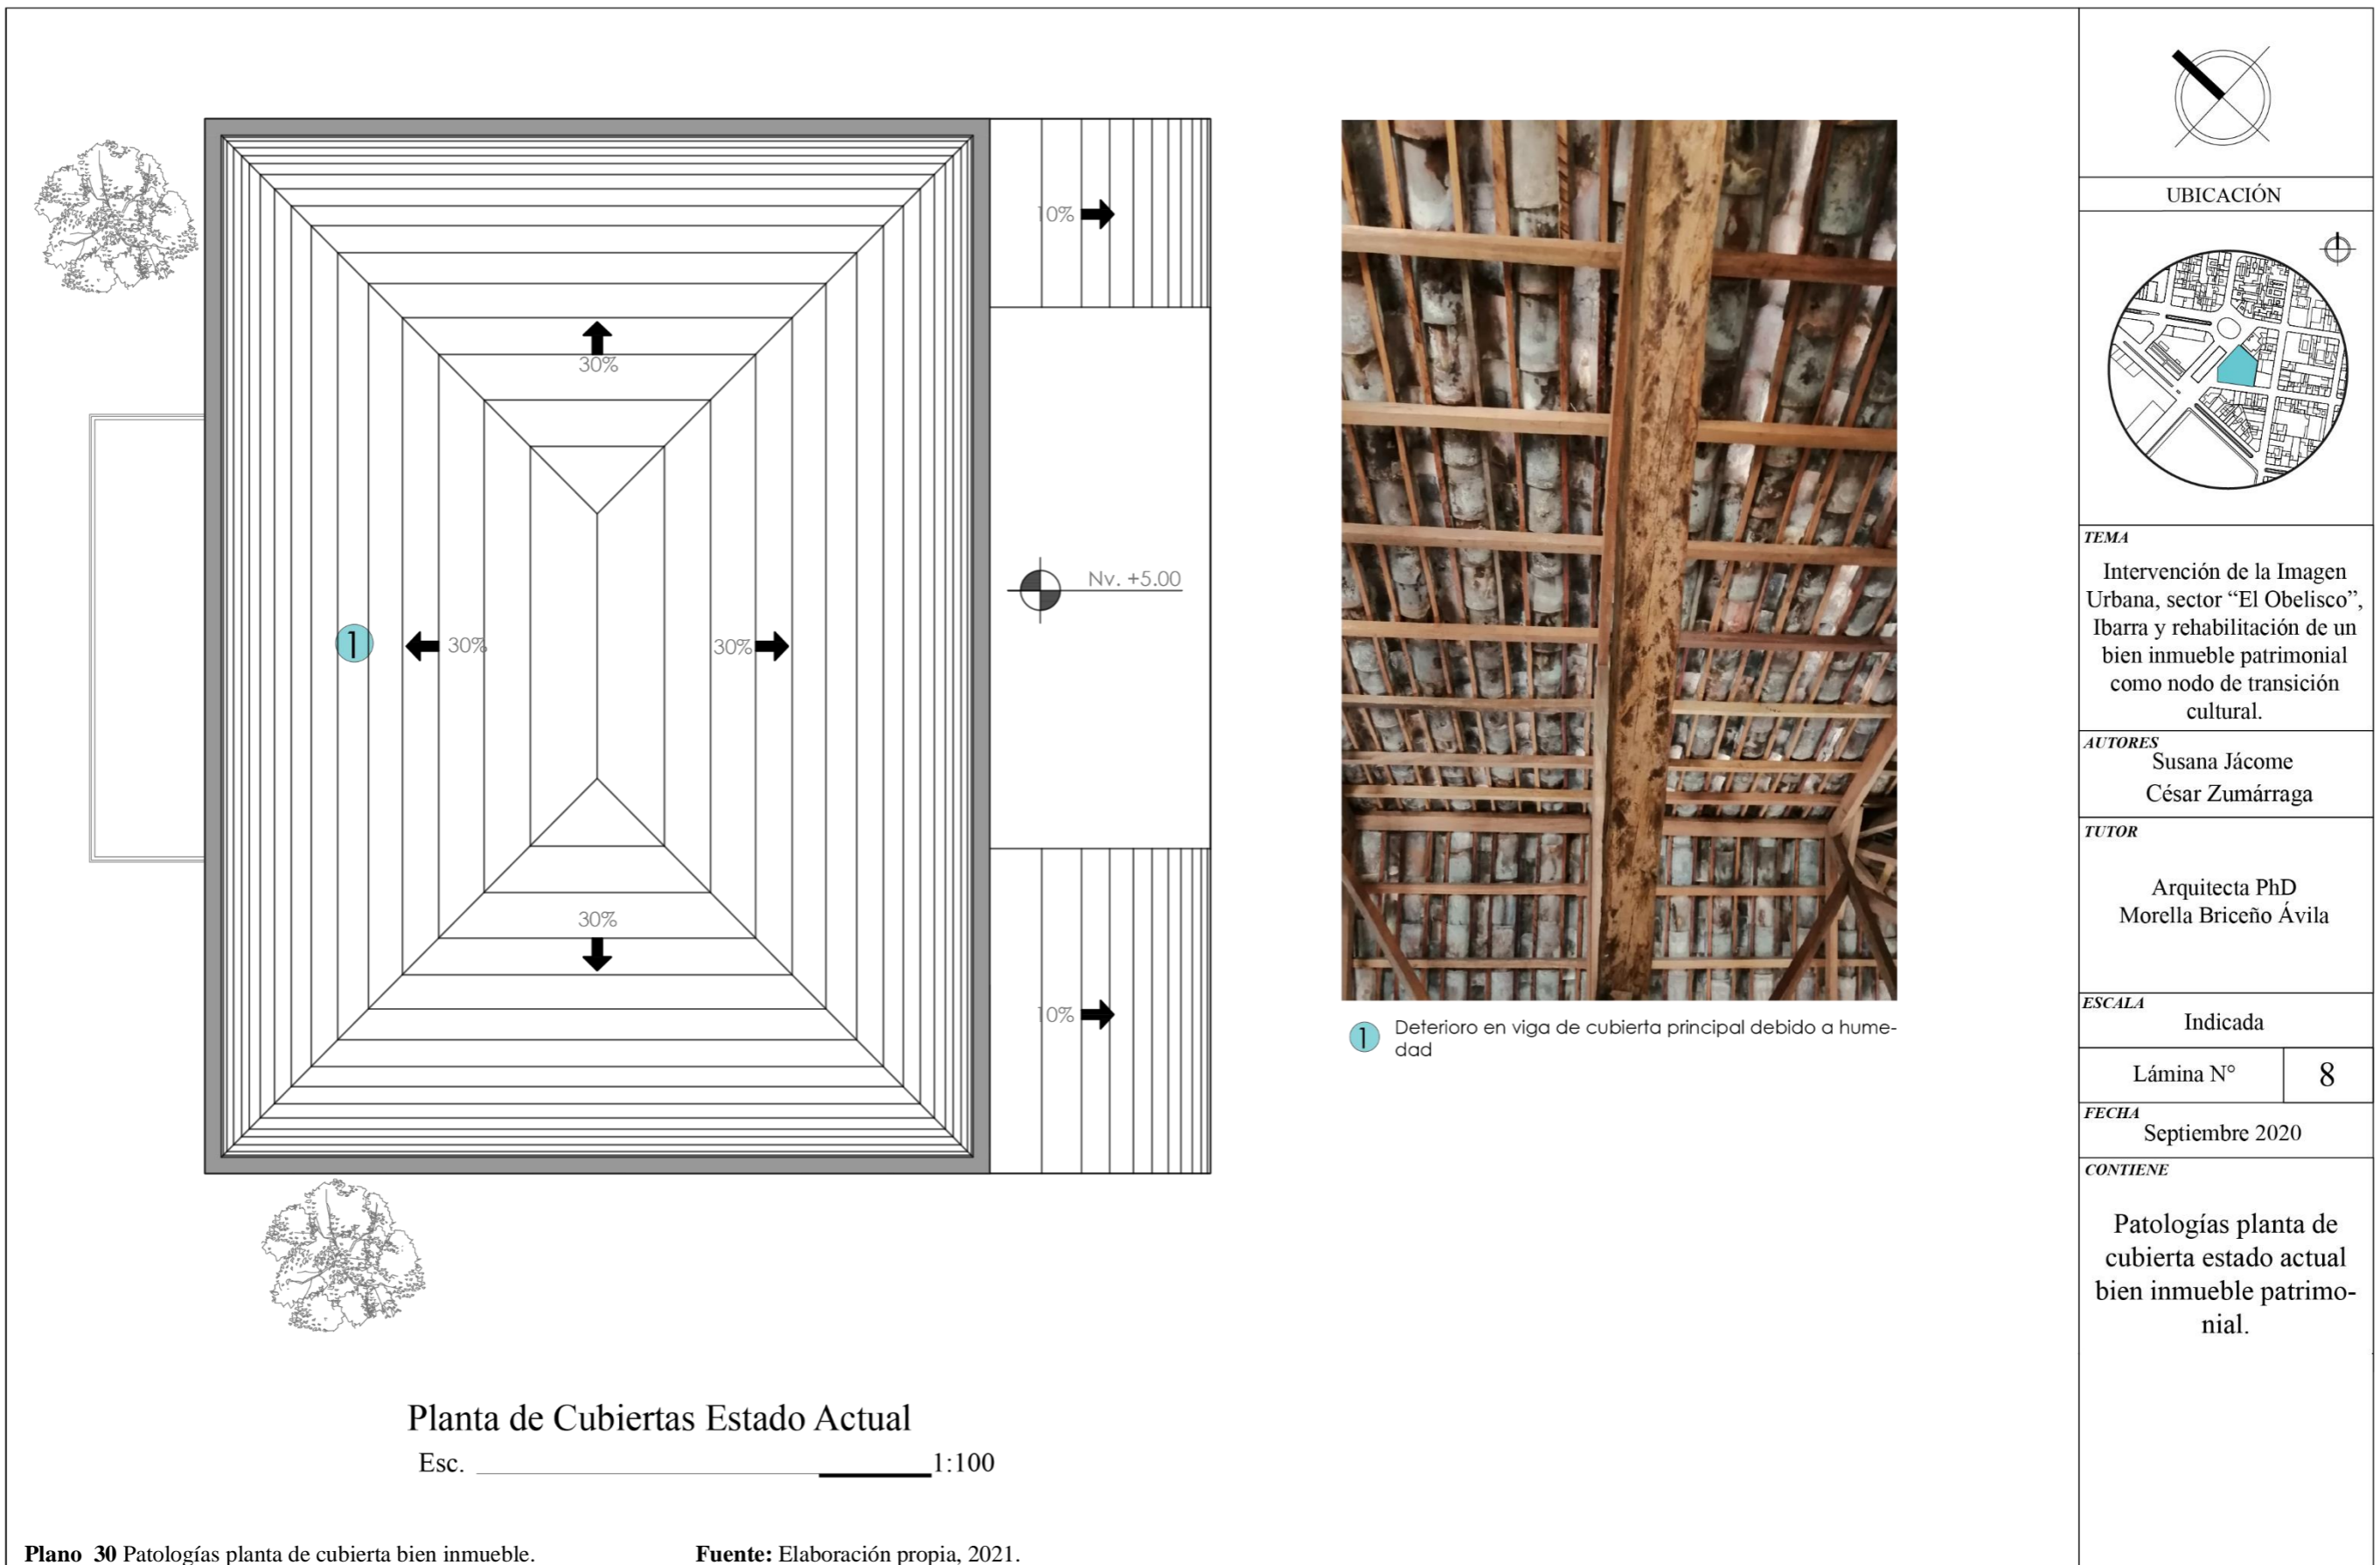 10%
30%
Nv. +5.00
1
30%
30%
30%
10%
1 Deterioro en viga de cubierta principal debido a hume-
dad
Planta de Cubiertas Estado Actual
Esc. 1:100
UBICACIÓN
TEMA
Intervención de la Imagen
Urbana, sector “El Obelisco”,
Ibarra y rehabilitación de un
bien inmueble patrimonial
como nodo de transición
cultural.
AUTORES
Susana Jácome
César Zumárraga
TUTOR
Arquitecta PhD
Morella Briceño Ávila
ESCALA
Indicada
Lámina N° 8
FECHA
Septiembre 2020
CONTIENE
Patologías planta de
cubierta estado actual
bien inmueble patrimo-
nial.
Plano 30 Patologías planta de cubierta bien inmueble. Fuente: Elaboración propia, 2021.